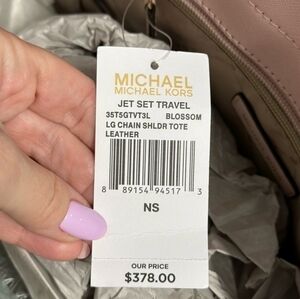 MICHAEL
MICHAEL KORS
JET SET TRAVEL
35T5GTVT3L BLOSSOM
LG CHAIN SHLDR TOTE
LEATHER
8 89154 94517 3
NS
OUR PRICE
$378.00